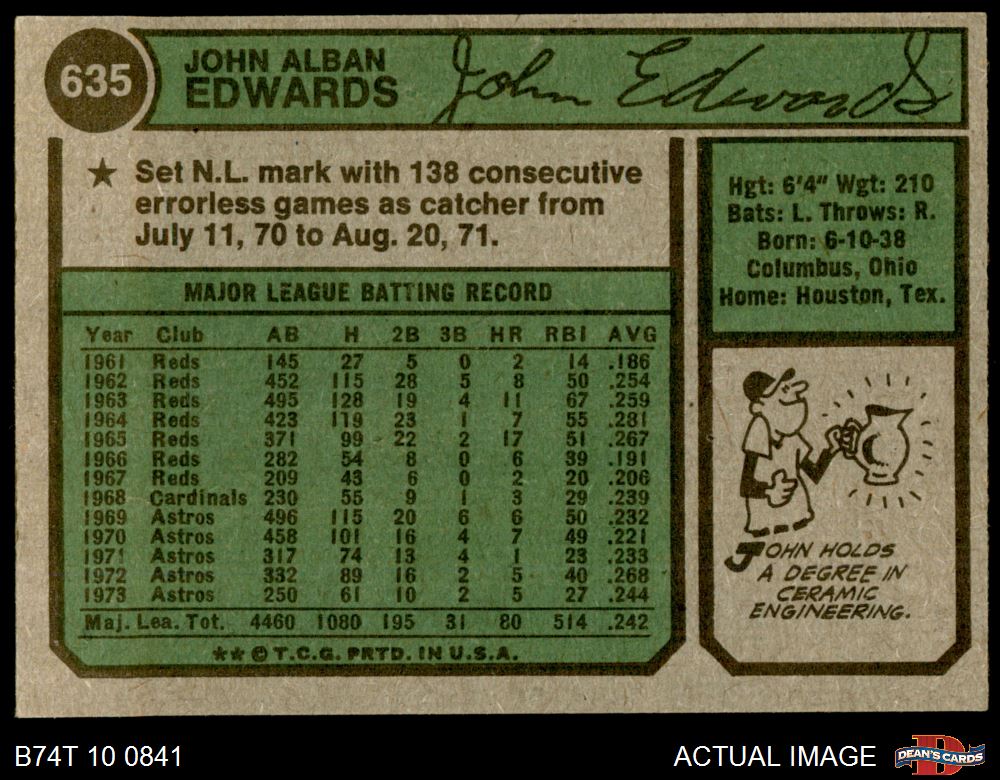 635
JOHN ALBAN
EDWARDS
John Edwards
★ Set N.L. mark with 138 consecutive
errorless games as catcher from
July 11, 70 to Aug. 20, 71.
Hgt: 6'4" Wgt: 210
Bats: L. Throws: R.
Born: 6-10-38
Columbus, Ohio
Home: Houston, Tex.
MAJOR LEAGUE BATTING RECORD
Year Club AB H 2B 3B HR RBI AVG
1961 Reds 145 27 5 0 2 14 .186
1962 Reds 452 115 28 5 8 50 .254
1963 Reds 495 128 19 4 11 67 .259
1964 Reds 423 119 23 1 7 55 .281
1965 Reds 371 99 22 2 17 51 .267
1966 Reds 282 54 8 0 6 39 .191
1967 Reds 209 43 6 0 2 20 .206
1968 Cardinals 230 55 9 1 3 29 .239
1969 Astros 496 115 20 6 6 50 .232
1970 Astros 458 101 16 4 7 49 .221
1971 Astros 317 74 13 4 1 23 .233
1972 Astros 332 89 16 2 5 40 .268
1973 Astros 250 61 10 2 5 27 .244
Maj. Lea. Tot. 4460 1080 195 31 80 514 .242
** © T.C.G. PRTD. IN U.S.A.
JOHN HOLDS
A DEGREE IN
CERAMIC
ENGINEERING.
B74T 10 0841
ACTUAL IMAGE
D
DEAN'S CARDS